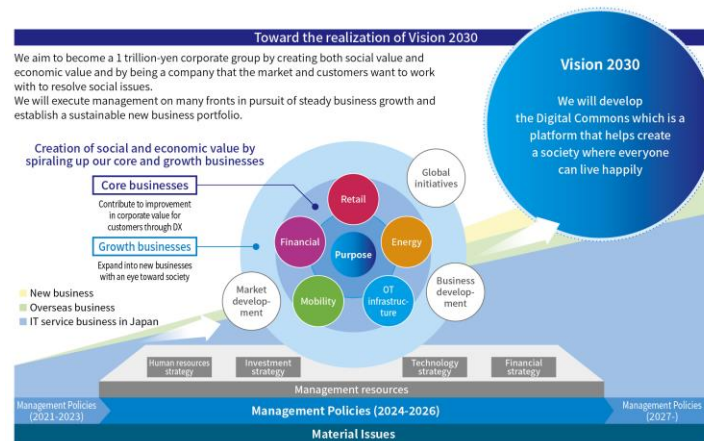 Toward the realization of Vision 2030
We aim to become a 1 trillion-yen corporate group by creating both social value and
economic value and by being a company that the market and customers want to work
with to resolve social issues.
We will execute management on many fronts in pursuit of steady business growth and
establish a sustainable new business portfolio.
Vision 2030
We will develop
the Digital Commons which is a
platform that helps create
a society where everyone
can live happily
Creation of social and economic value by
spiraling up our core and growth businesses
Core businesses
Contribute to improvement
in corporate value for
customers through DX
Growth businesses
Expand into new businesses
with an eye toward society
New business
Overseas business
IT service business in Japan
Global
initiatives
Retail
Financial
Energy
Purpose
Mobility
OT
infrastruc-
ture
Market
develop-
ment
Business
develop-
ment
Human resources
strategy
Investment
strategy
Technology
strategy
Financial
strategy
Management resources
Management Policies
(2021-2023)
Management Policies (2024-2026)
Management Policies
(2027-)
Material Issues